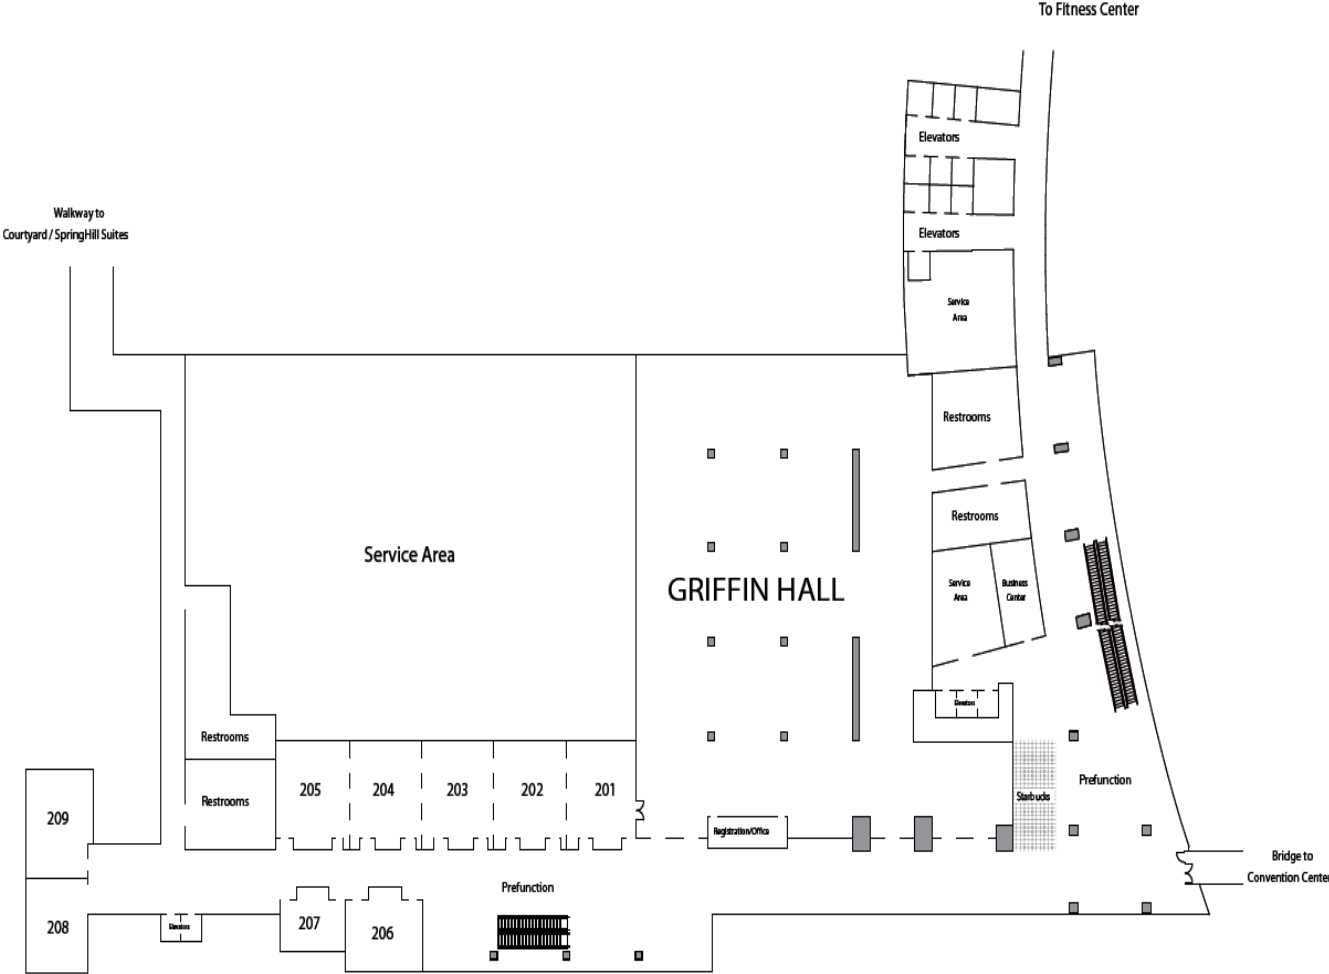 To Fitness Center
Elevators
Walkway to
Courtyard / SpringHill Suites
Elevators
Service
Area
Restrooms
Restrooms
Service Area
GRIFFIN HALL
Service
Area
Business
Center
Elevators
Restrooms
Prefunction
205
204
203
202
201
Starbucks
Restrooms
209
Registration/Office
Bridge to
Convention Center
Prefunction
208
Elevators
207
206